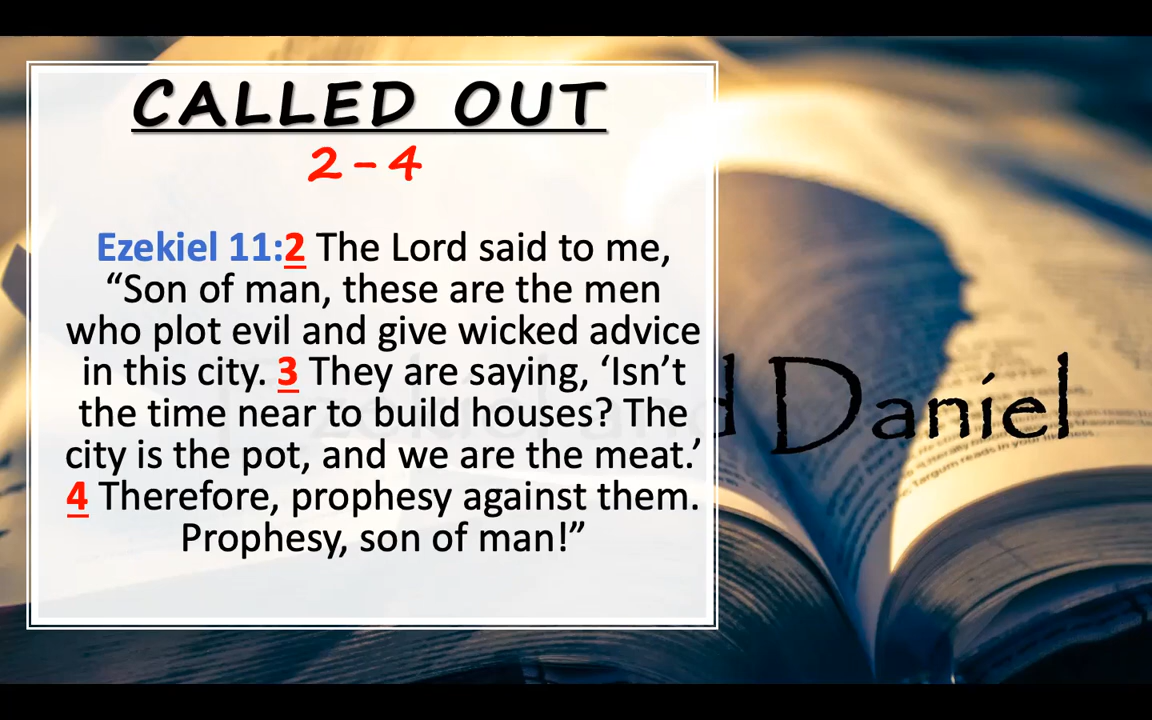 CALLED OUT
2-4
Ezekiel 11:2 The Lord said to me,
“Son of man, these are the men
who plot evil and give wicked advice
in this city. 3 They are saying, ‘Isn’t
the time near to build houses? The
city is the pot, and we are the meat.’
4 Therefore, prophesy against them.
Prophesy, son of man!”
Daniel